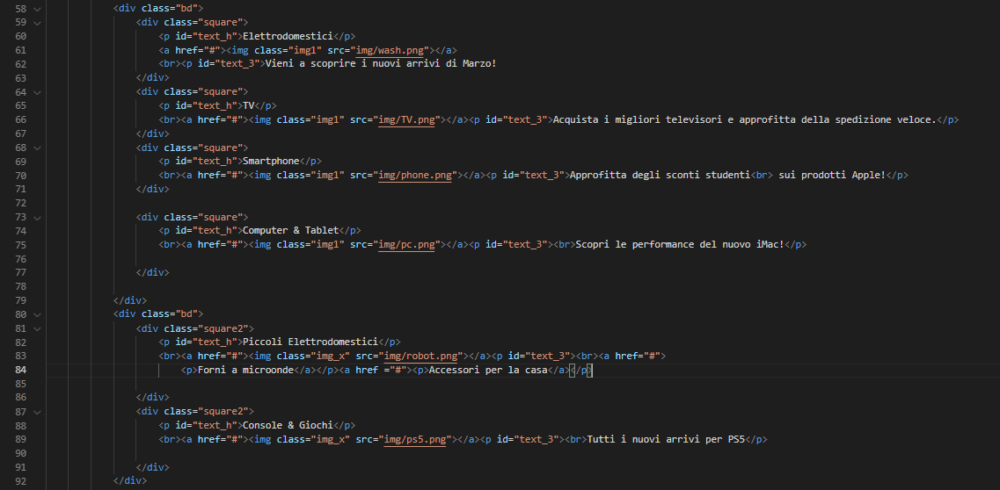 58 <div class="bd">
59 <div class="square">
60 <p id="text_h">Elettrodomestici</p>
61 <a href="#"><img class="img1" src="img/wash.png"></a>
62 <br><p id="text_3">Vieni a scoprire i nuovi arrivi di Marzo!
63 </div>
64 <div class="square">
65 <p id="text_h">TV</p>
66 <br><a href="#"><img class="img1" src="img/TV.png"></a><p id="text_3">Acquista i migliori televisori e approfitta della spedizione veloce.</p>
67 </div>
68 <div class="square">
69 <p id="text_h">Smartphone</p>
70 <br><a href="#"><img class="img1" src="img/phone.png"></a><p id="text_3">Approfitta degli sconti studenti<br> sui prodotti Apple!</p>
71 </div>
72
73 <div class="square">
74 <p id="text_h">Computer & Tablet</p>
75 <br><a href="#"><img class="img1" src="img/pc.png"></a><p id="text_3"><br>Scopri le performance del nuovo iMac!</p>
76
77 </div>
78
79 </div>
80 <div class="bd">
81 <div class="square2">
82 <p id="text_h">Piccoli Elettrodomestici</p>
83 <br><a href="#"><img class="img_x" src="img/robot.png"></a><p id="text_3"><br><a href="#">
84 <p>Forni a microonde</a></p><a href ="#"><p>Accessori per la casa</a></p>
85
86 </div>
87 <div class="square2">
88 <p id="text_h">Console & Giochi</p>
89 <br><a href="#"><img class="img_x" src="img/ps5.png"></a><p id="text_3"><br>Tutti i nuovi arrivi per PS5</p>
90
91 </div>
92 </div>